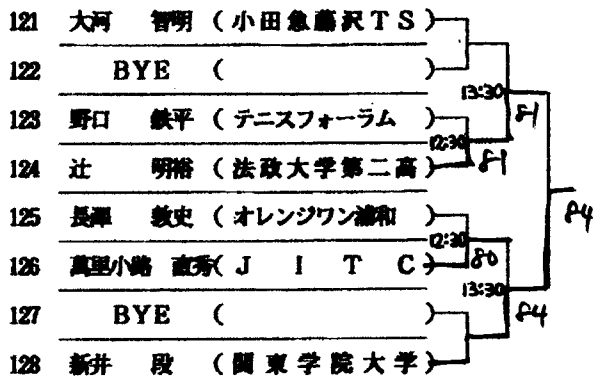 121 大河 智明 (小田急藤沢TS)
122 BYE ( )
13:30
81
123 野口 鉄平 (テニスフォーラム)
12:30
81
124 辻 明裕 (法政大学第二高)
84
125 長澤 敦史 (オレンジワン浦和)
12:30
80
126 萬里小路 直秀(J I T C)
13:30
84
127 BYE ( )
128 新井 段 (関東学院大学)